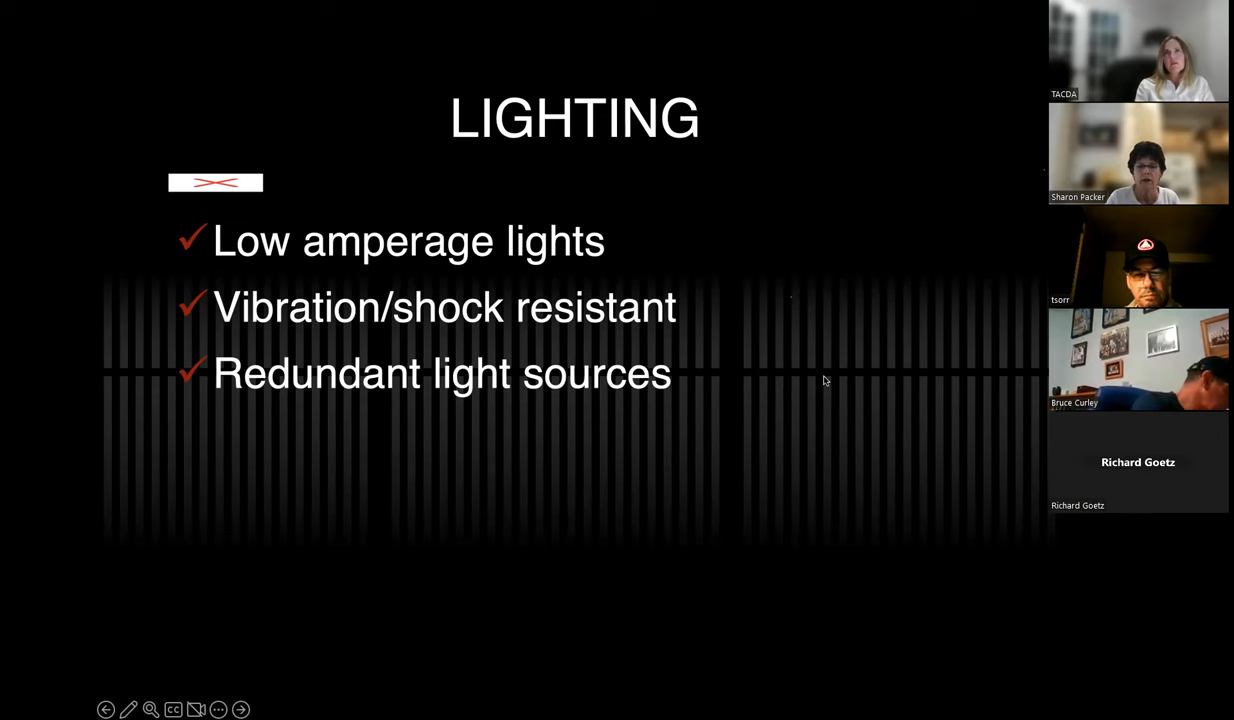 LIGHTING
Low amperage lights
Vibration/shock resistant
Redundant light sources
TACDA
Sharon Packer
tsorr
Bruce Curley
Richard Goetz
Richard Goetz
CC